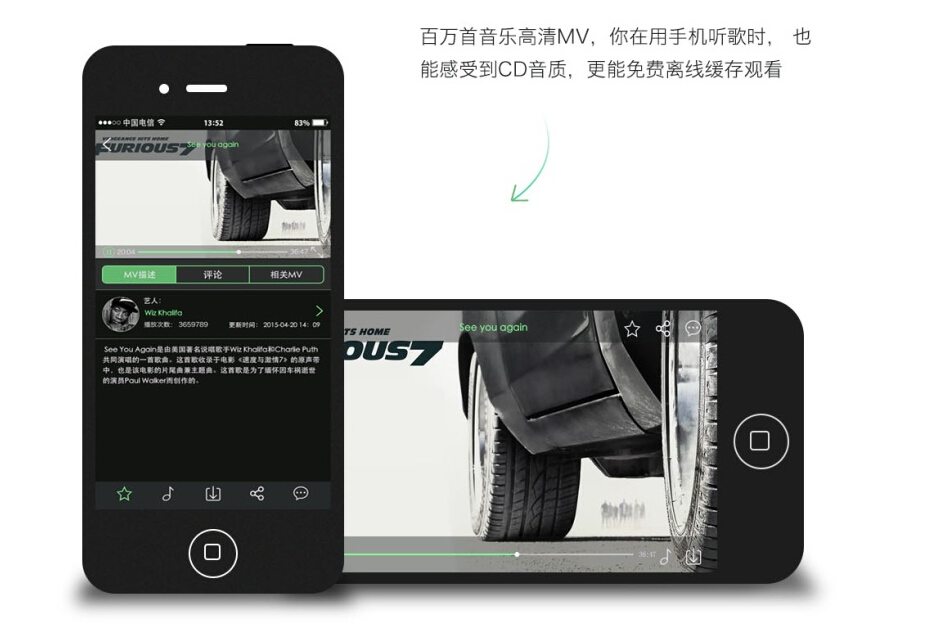 百万首音乐高清MV，你在用手机听歌时， 也
能感受到CD音质，更能免费离线缓存观看
中国电信 13:52 83%
VENGEANCE HITS HOME
FURIOUS7
See you again
20:04 36:47
MV描述 评论 相关MV
艺人：
Wiz Khalifa
播放次数： 3659789 更新时间： 2015-04-20 14：09
See You Again是由美国著名说唱歌手Wiz Khalifa和Charlie Puth
共同演唱的一首歌曲。这首歌收录于电影《速度与激情7》的原声带
中，也是该电影的片尾曲兼主题曲。这首歌是为了缅怀因车祸逝世
的演员Paul Walker而创作的。
TS HOME
OUS7
See you again
36:47